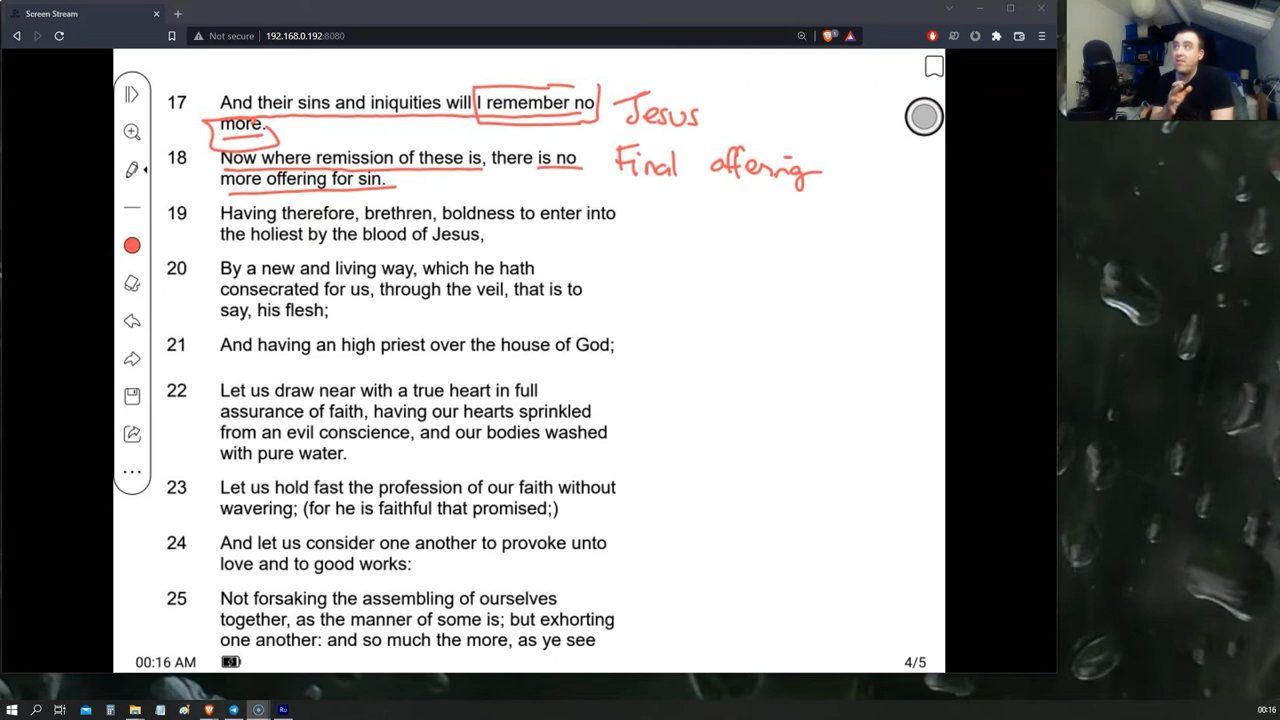 Screen Stream
Not secure
192.168.0.192:8080
17 And their sins and iniquities will I remember no Jesus
more.
18 Now where remission of these is, there is no Final offering
more offering for sin.
19 Having therefore, brethren, boldness to enter into
the holiest by the blood of Jesus,
20 By a new and living way, which he hath
consecrated for us, through the veil, that is to
say, his flesh;
21 And having an high priest over the house of God;
22 Let us draw near with a true heart in full
assurance of faith, having our hearts sprinkled
from an evil conscience, and our bodies washed
with pure water.
23 Let us hold fast the profession of our faith without
wavering; (for he is faithful that promised;)
24 And let us consider one another to provoke unto
love and to good works:
25 Not forsaking the assembling of ourselves
together, as the manner of some is; but exhorting
one another: and so much the more, as ye see
00:16 AM
4/5
Ru
00:16